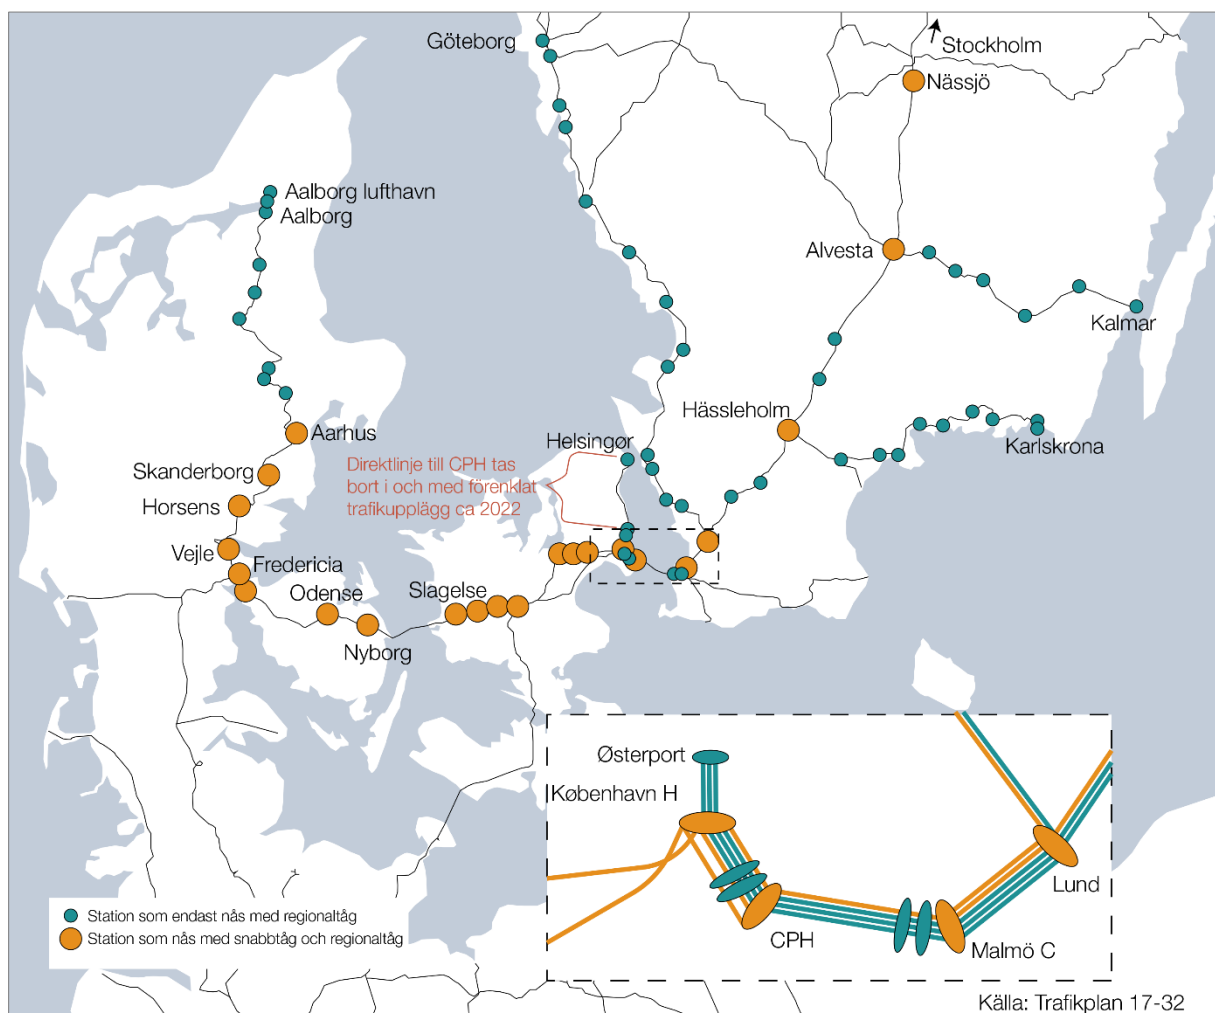 Göteborg
Stockholm
Nässjö
Aalborg lufthavn
Aalborg
Alvesta
Kalmar
Hässleholm
Karlskrona
Helsingør
Aarhus
Direktlinje till CPH tas
bort i och med förenklat
trafikupplägg ca 2022
Skanderborg
Horsens
Vejle
Fredericia
Odense
Slagelse
Nyborg
Østerport
København H
Lund
CPH
Malmö C
Station som endast nås med regionaltåg
Station som nås med snabbtåg och regionaltåg
Källa: Trafikplan 17-32